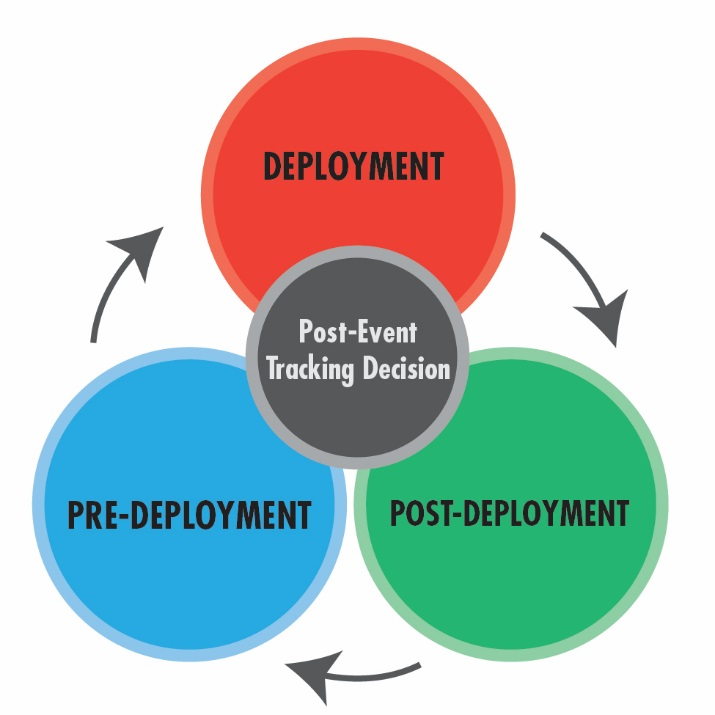 DEPLOYMENT
Post-Event
Tracking Decision
PRE-DEPLOYMENT
POST-DEPLOYMENT